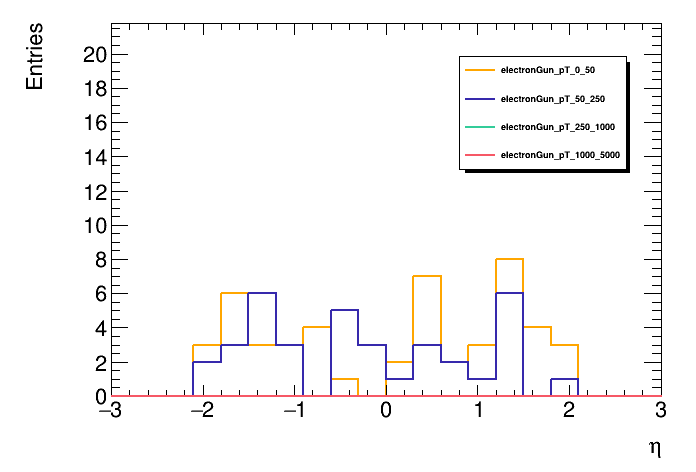 Entries
20
18
16
14
12
10
8
6
4
2
0
−3 −2 −1 0 1 2 3
η
electronGun_pT_0_50
electronGun_pT_50_250
electronGun_pT_250_1000
electronGun_pT_1000_5000